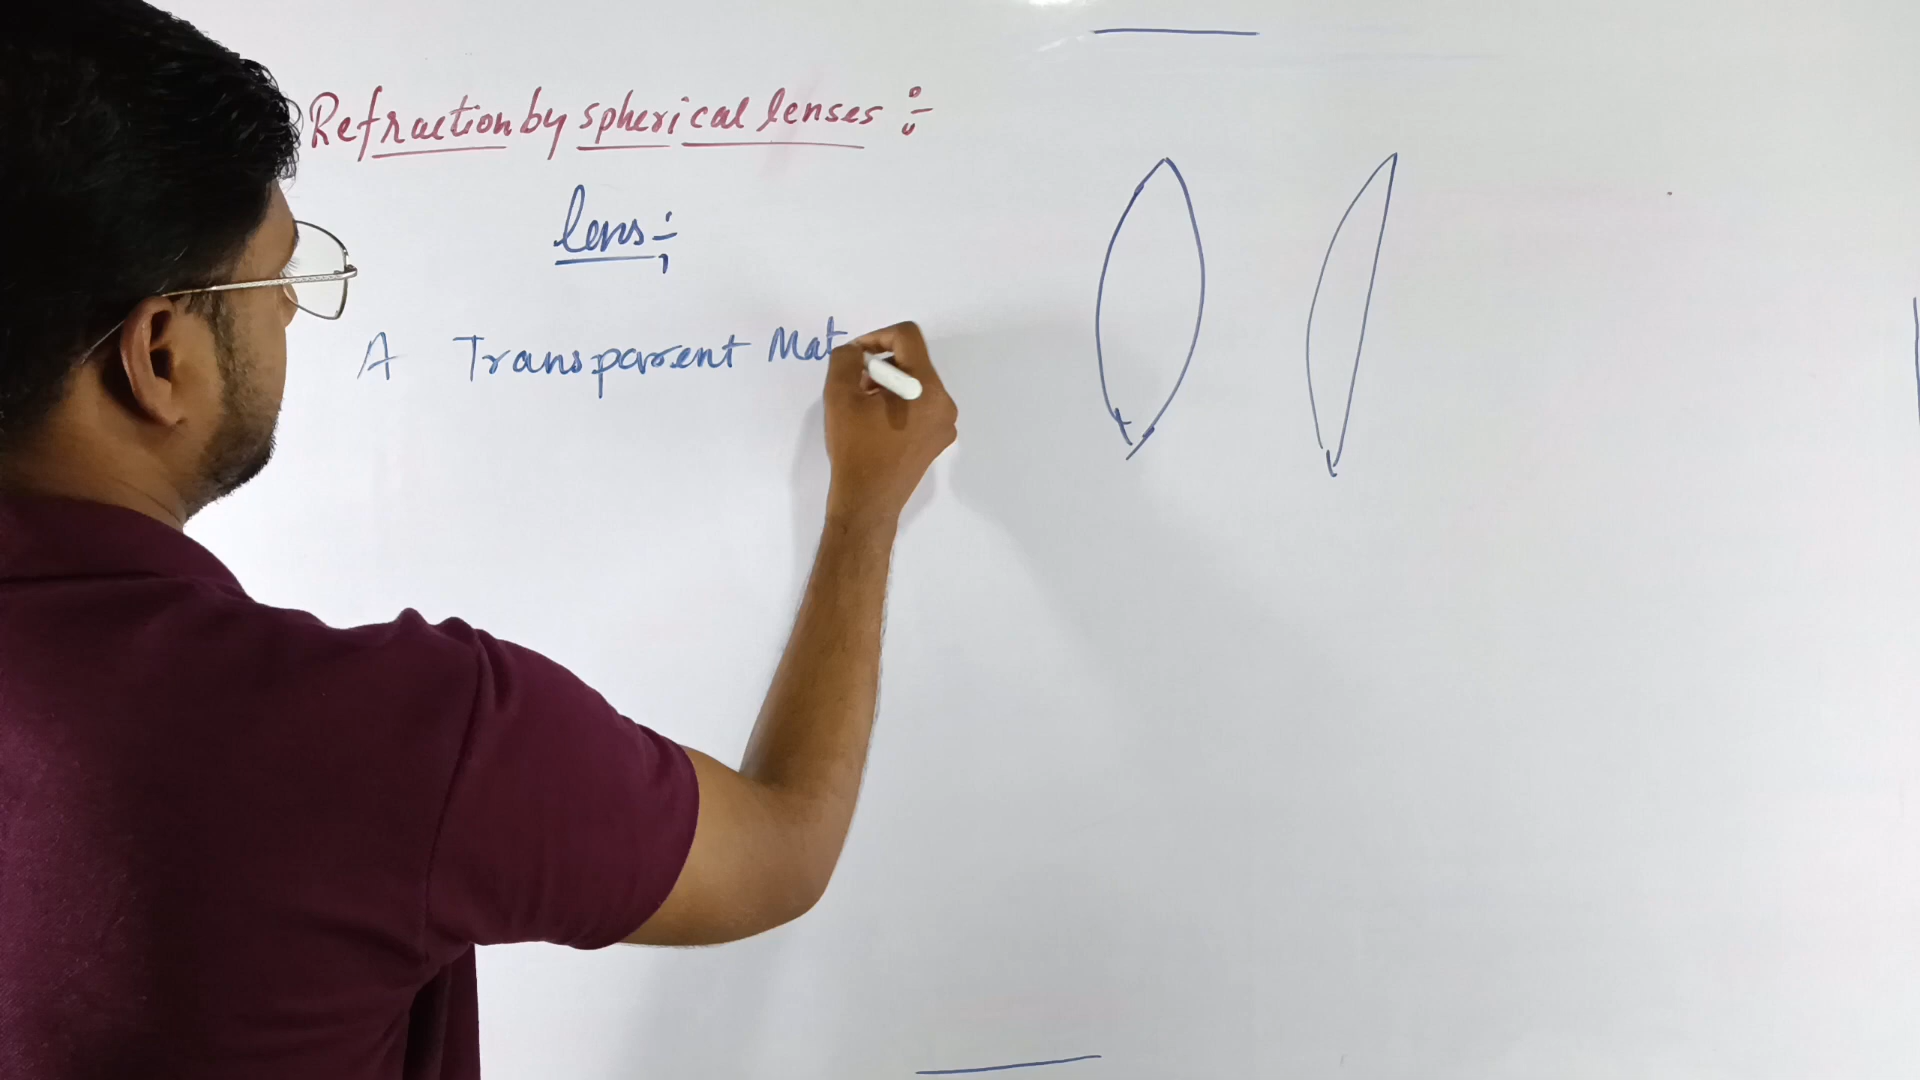 Refraction by spherical lenses :-
lens :-
A Transparent Mat